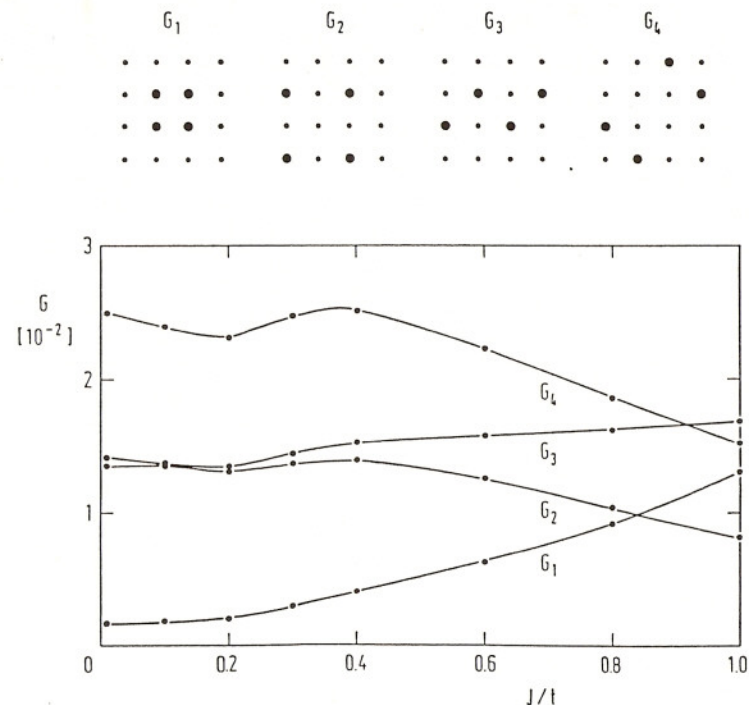 G₁ G₂ G₃ G₄
3
G
[10⁻²]
2
G₄
G₃
1
G₂
G₁
0 0.2 0.4 0.6 0.8 1.0
J/t